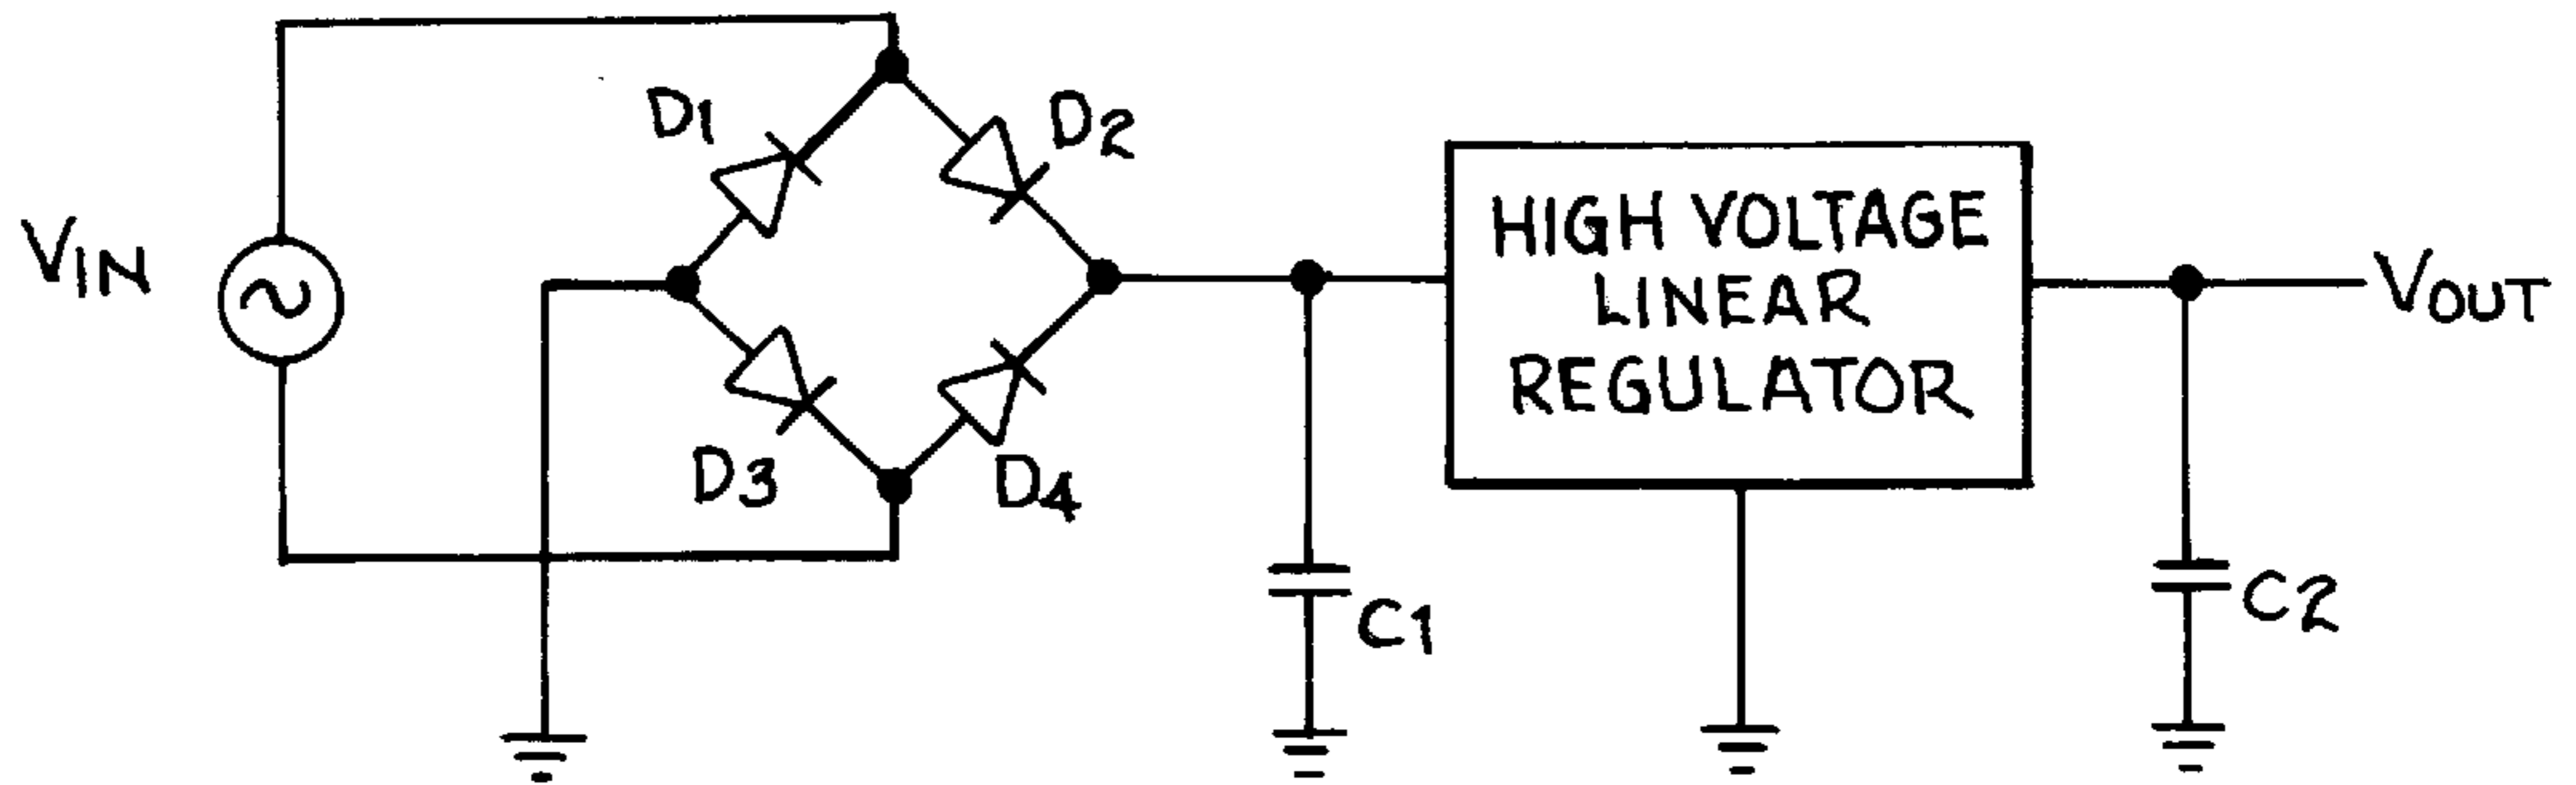 D1
D2
VIN
HIGH VOLTAGE
LINEAR
REGULATOR
VOUT
D3
D4
C1
C2